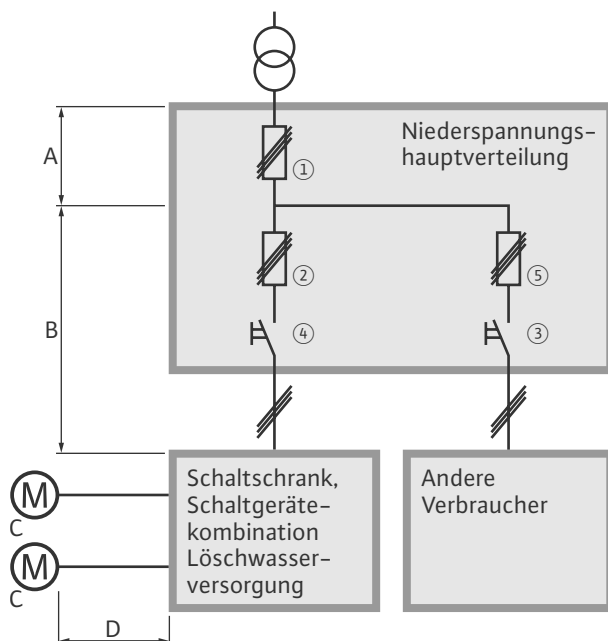 A
Niederspannungs-
hauptverteilung
①
②
⑤
B
④
③
Schaltschrank,
Schaltgeräte-
kombination
Löschwasser-
versorgung
Andere
Verbraucher
M
C
M
C
D